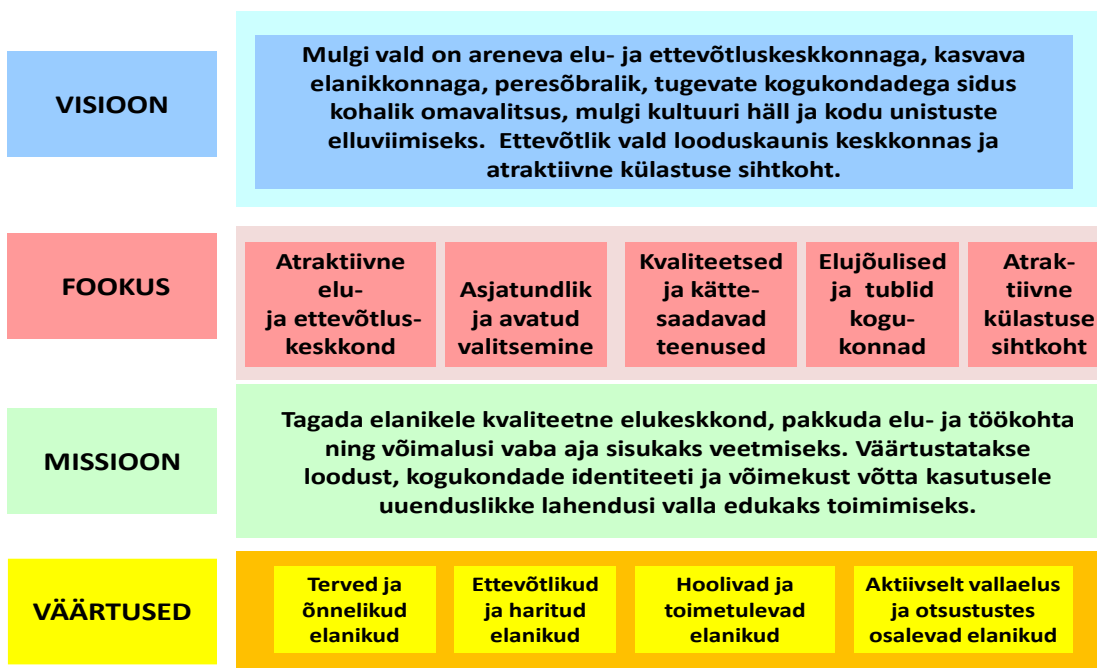 VISIOON
Mulgi vald on areneva elu- ja ettevõtluskeskkonnaga, kasvava
elanikkonnaga, peresõbralik, tugevate kogukondadega sidus
kohalik omavalitsus, mulgi kultuuri häll ja kodu unistuste
elluviimiseks.  Ettevõtlik vald looduskaunis keskkonnas ja
atraktiivne külastuse sihtkoht.
FOOKUS
Atraktiivne
elu-
ja ettevõtlus-
keskkond
Asjatundlik
ja avatud
valitsemine
Kvaliteetsed
ja kätte-
saadavad
teenused
Elujõulised
ja  tublid
kogu-
konnad
Atrak-
tiivne
külastuse
sihtkoht
MISSIOON
Tagada elanikele kvaliteetne elukeskkond, pakkuda elu- ja töökohta
ning võimalusi vaba aja sisukaks veetmiseks. Väärtustatakse
loodust, kogukondade identiteeti ja võimekust võtta kasutusele
uuenduslikke lahendusi valla edukaks toimimiseks.
VÄÄRTUSED
Terved ja
õnnelikud
elanikud
Ettevõtlikud
ja haritud
elanikud
Hoolivad ja
toimetulevad
elanikud
Aktiivselt vallaelus
ja otsustustes
osalevad elanikud